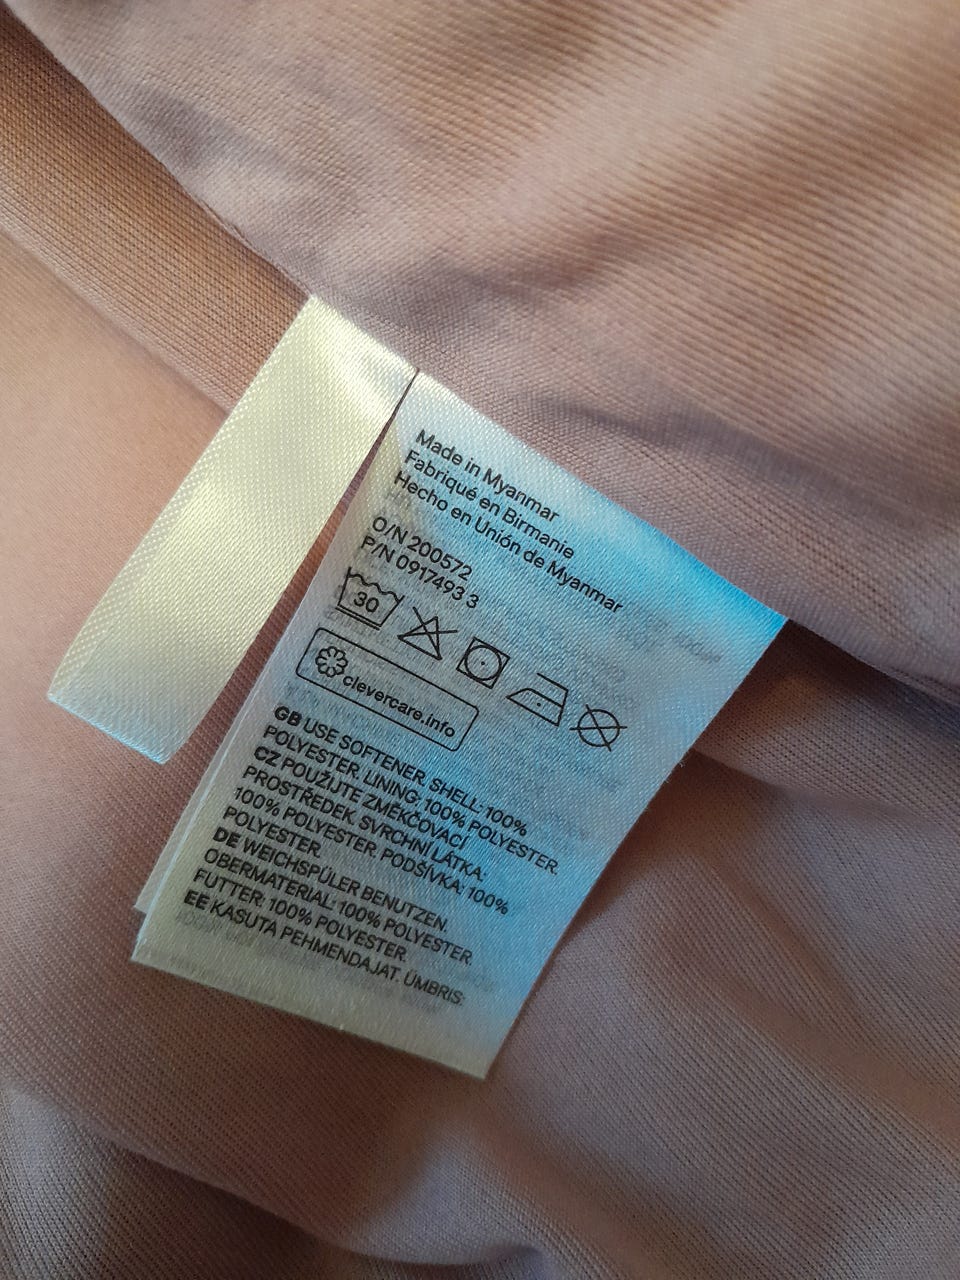 Made in Myanmar
Fabriqué en Birmanie
Hecho en Unión de Myanmar
O/N 200572
P/N 0917493 3
30
clevercare.info
GB USE SOFTENER. SHELL: 100%
POLYESTER. LINING: 100% POLYESTER.
CZ POUŽIJTE ZMĚKČOVACÍ
PROSTŘEDEK. SVRCHNÍ LÁTKA:
100% POLYESTER. PODŠÍVKA: 100%
POLYESTER.
DE WEICHSPÜLER BENUTZEN.
OBERMATERIAL: 100% POLYESTER.
FUTTER: 100% POLYESTER.
EE KASUTA PEHMENDAJAT. ÜMBRIS: